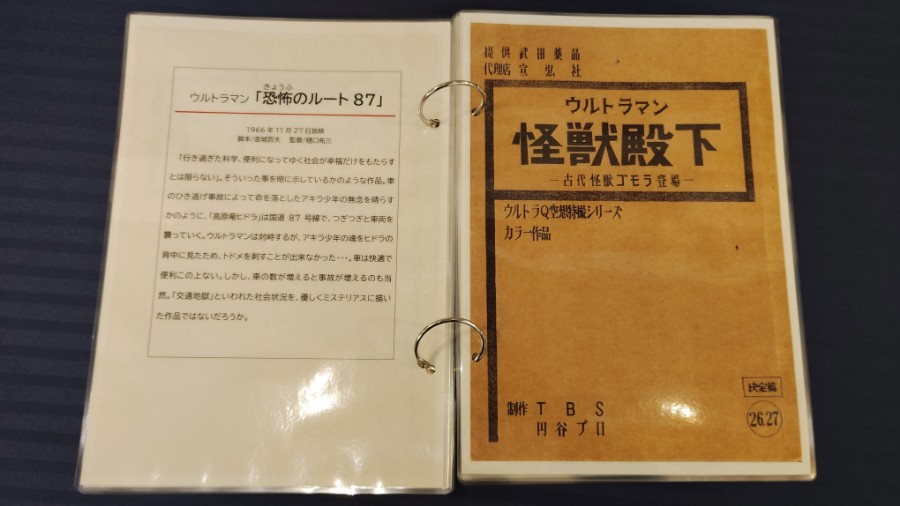 きょうふ
ウルトラマン「恐怖のルート87」
1966年11月27日放映
脚本/金城哲夫 監督/樋口祐三
「行き過ぎた科学、便利になってゆく社会が幸福だけをもたらす
とは限らない」。そういった事を暗に示しているかのような作品。車
のひき逃げ事故によって命を落としたアキラ少年の無念を晴らす
かのように、「高原竜ヒドラ」は国道87号線で、つぎつぎと車両を
襲っていく。ウルトラマンは対峙するが、アキラ少年の魂をヒドラの
背中に見たため、トドメを刺すことが出来なかった・・・。車は快適で
便利この上ない。しかし、車の数が増えると事故が増えるのも当
然。「交通地獄」といわれた社会状況を、優しくミステリアスに描い
た作品ではないだろうか。
提供 武田薬品
代理店 宣弘社
ウルトラマン
怪獣殿下
―古代怪獣ゴモラ登場―
ウルトラQ空想特撮シリーズ
カラー作品
決定稿
26.27
制作 TBS
円谷プロ